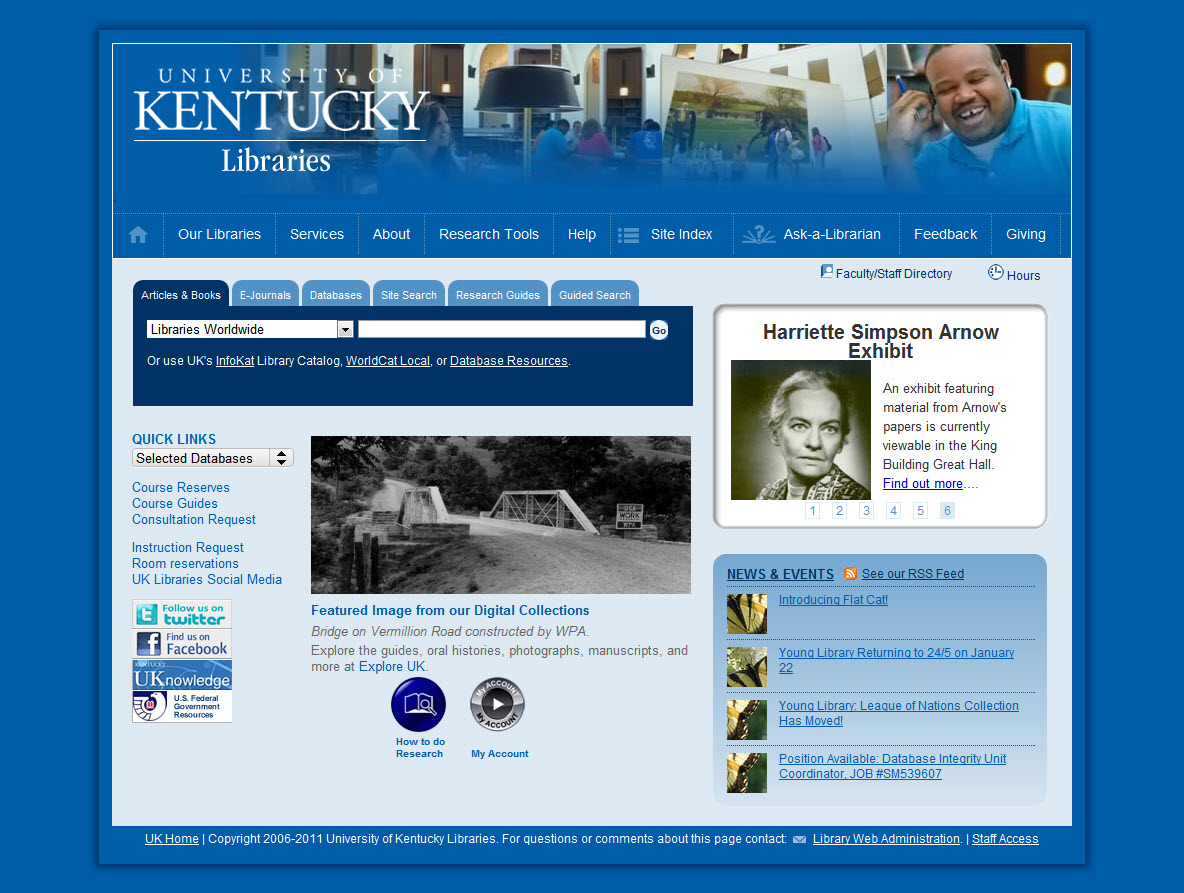 UNIVERSITY OF
KENTUCKY
Libraries
Our Libraries
Services
About
Research Tools
Help
Site Index
Ask-a-Librarian
Feedback
Giving
Faculty/Staff Directory
Hours
Articles & Books
E-Journals
Databases
Site Search
Research Guides
Guided Search
Libraries Worldwide
Go
Or use UK's InfoKat Library Catalog, WorldCat Local, or Database Resources.
Harriette Simpson Arnow
Exhibit
An exhibit featuring
material from Arnow's
papers is currently
viewable in the King
Building Great Hall.
Find out more....
1 2 3 4 5 6
QUICK LINKS
Selected Databases
Course Reserves
Course Guides
Consultation Request
Instruction Request
Room reservations
UK Libraries Social Media
Follow us on
twitter
Find us on
Facebook
KENTUCKY
UKnowledge
U.S. Federal
Government
Resources
USA
WORK
WPA
Featured Image from our Digital Collections
Bridge on Vermillion Road constructed by WPA.
Explore the guides, oral histories, photographs, manuscripts, and
more at Explore UK.
MY ACCOUNT
MY ACCOUNT
How to do
Research
My Account
NEWS & EVENTS
See our RSS Feed
Introducing Flat Cat!
Young Library Returning to 24/5 on January
22
Young Library: League of Nations Collection
Has Moved!
Position Available: Database Integrity Unit
Coordinator, JOB #SM539607
UK Home | Copyright 2006-2011 University of Kentucky Libraries. For questions or comments about this page contact: Library Web Administration. | Staff Access